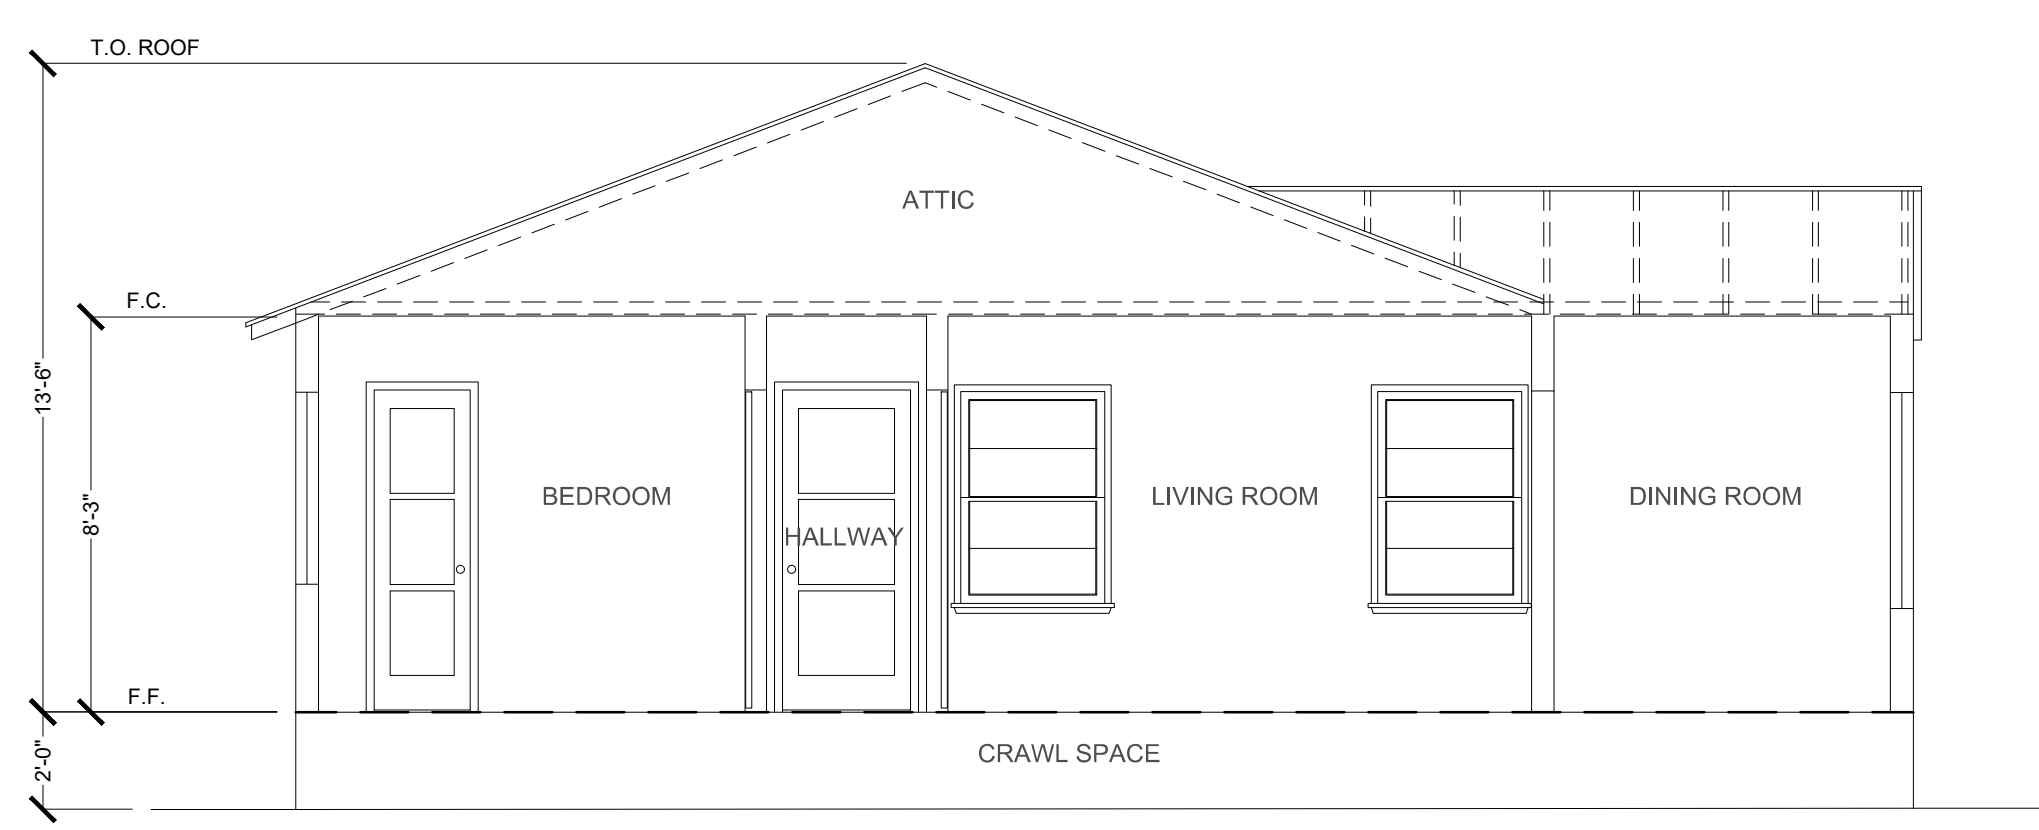 T.O. ROOF
ATTIC
F.C.
13'-6"
8'-3"
BEDROOM
LIVING ROOM
DINING ROOM
HALLWAY
F.F.
2'-0"
CRAWL SPACE